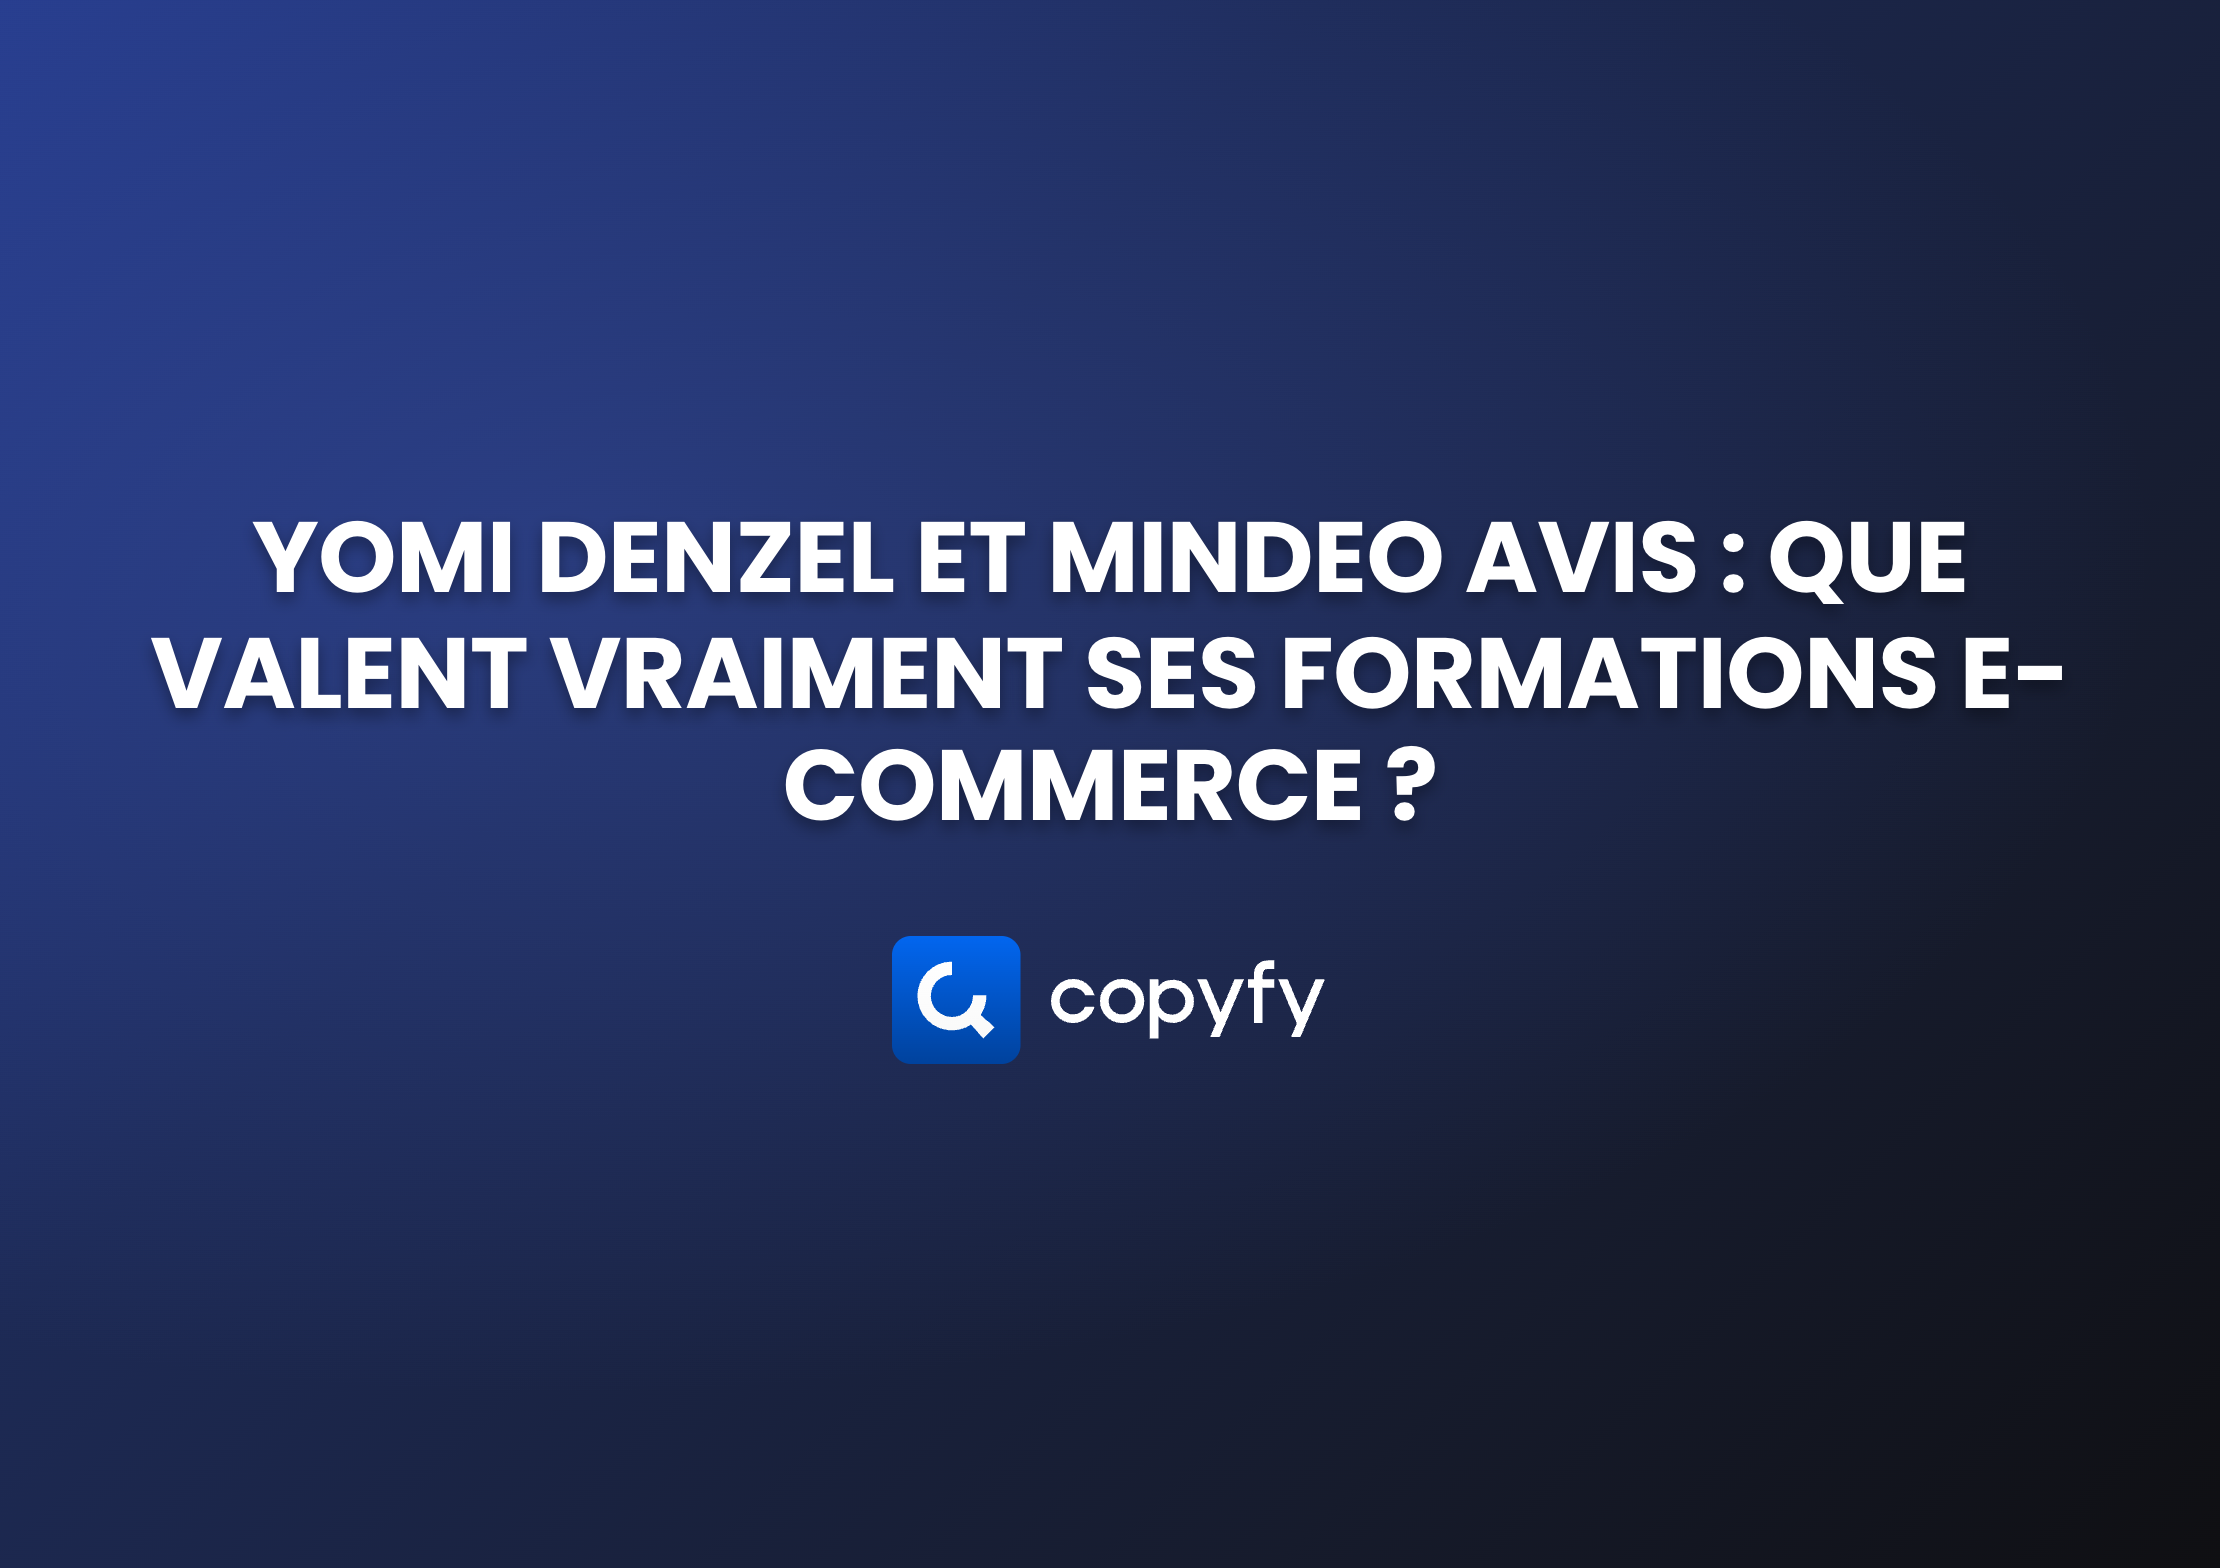 YOMI DENZEL ET MINDEO AVIS : QUE
VALENT VRAIMENT SES FORMATIONS E-
COMMERCE ?
copyfy